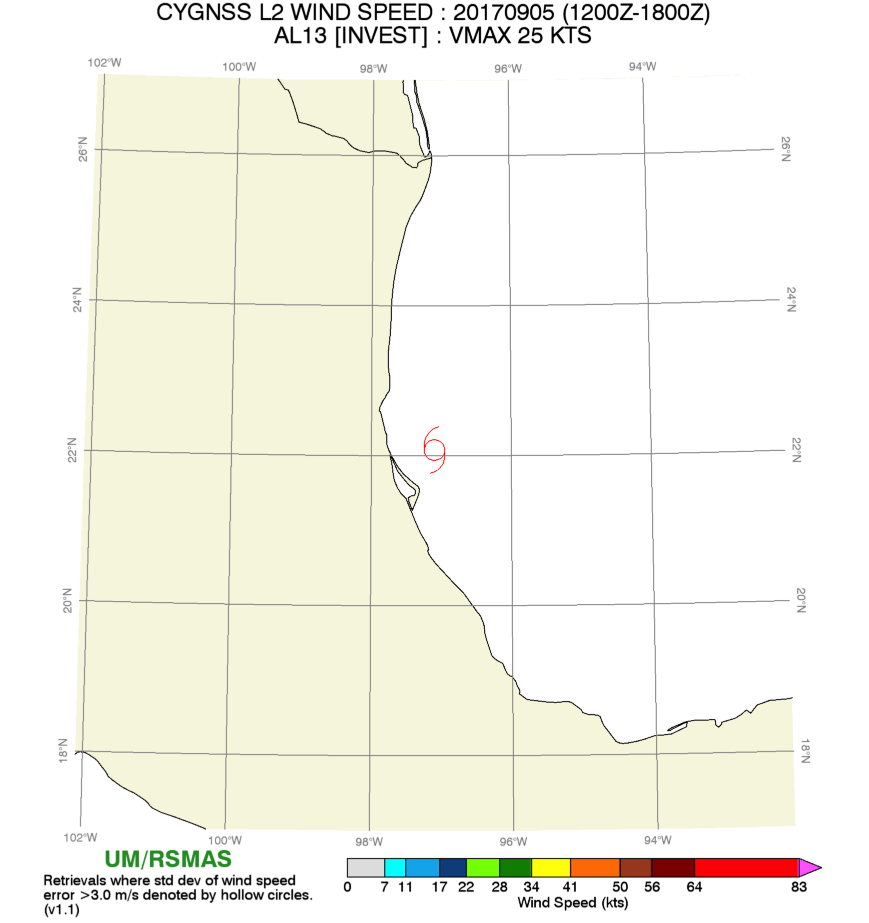 CYGNSS L2 WIND SPEED : 20170905 (1200Z-1800Z)
AL13 [INVEST] : VMAX 25 KTS
102°W 100°W 98°W 96°W 94°W
26°N 26°N
24°N 24°N
22°N 22°N
20°N 20°N
18°N 18°N
102°W 100°W 98°W 96°W 94°W
UM/RSMAS
Retrievals where std dev of wind speed
error >3.0 m/s denoted by hollow circles.
(v1.1)
0 7 11 17 22 28 34 41 50 56 64 83
Wind Speed (kts)